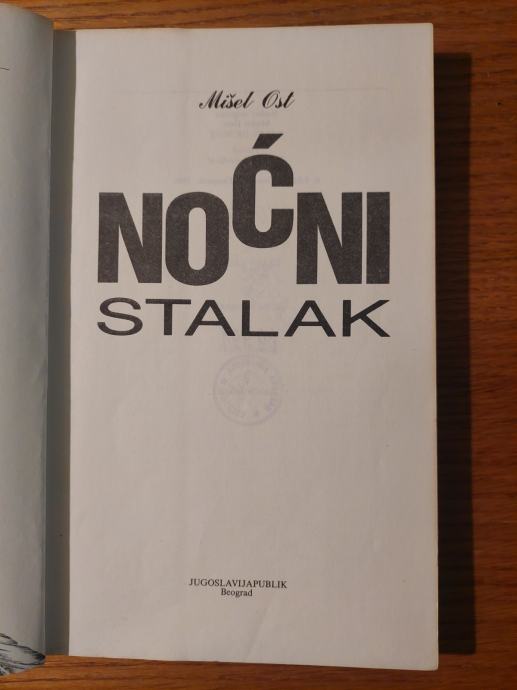 Mišel Ost
NOĆNI
STALAK
JUGOSLAVIJAPUBLIK
Beograd